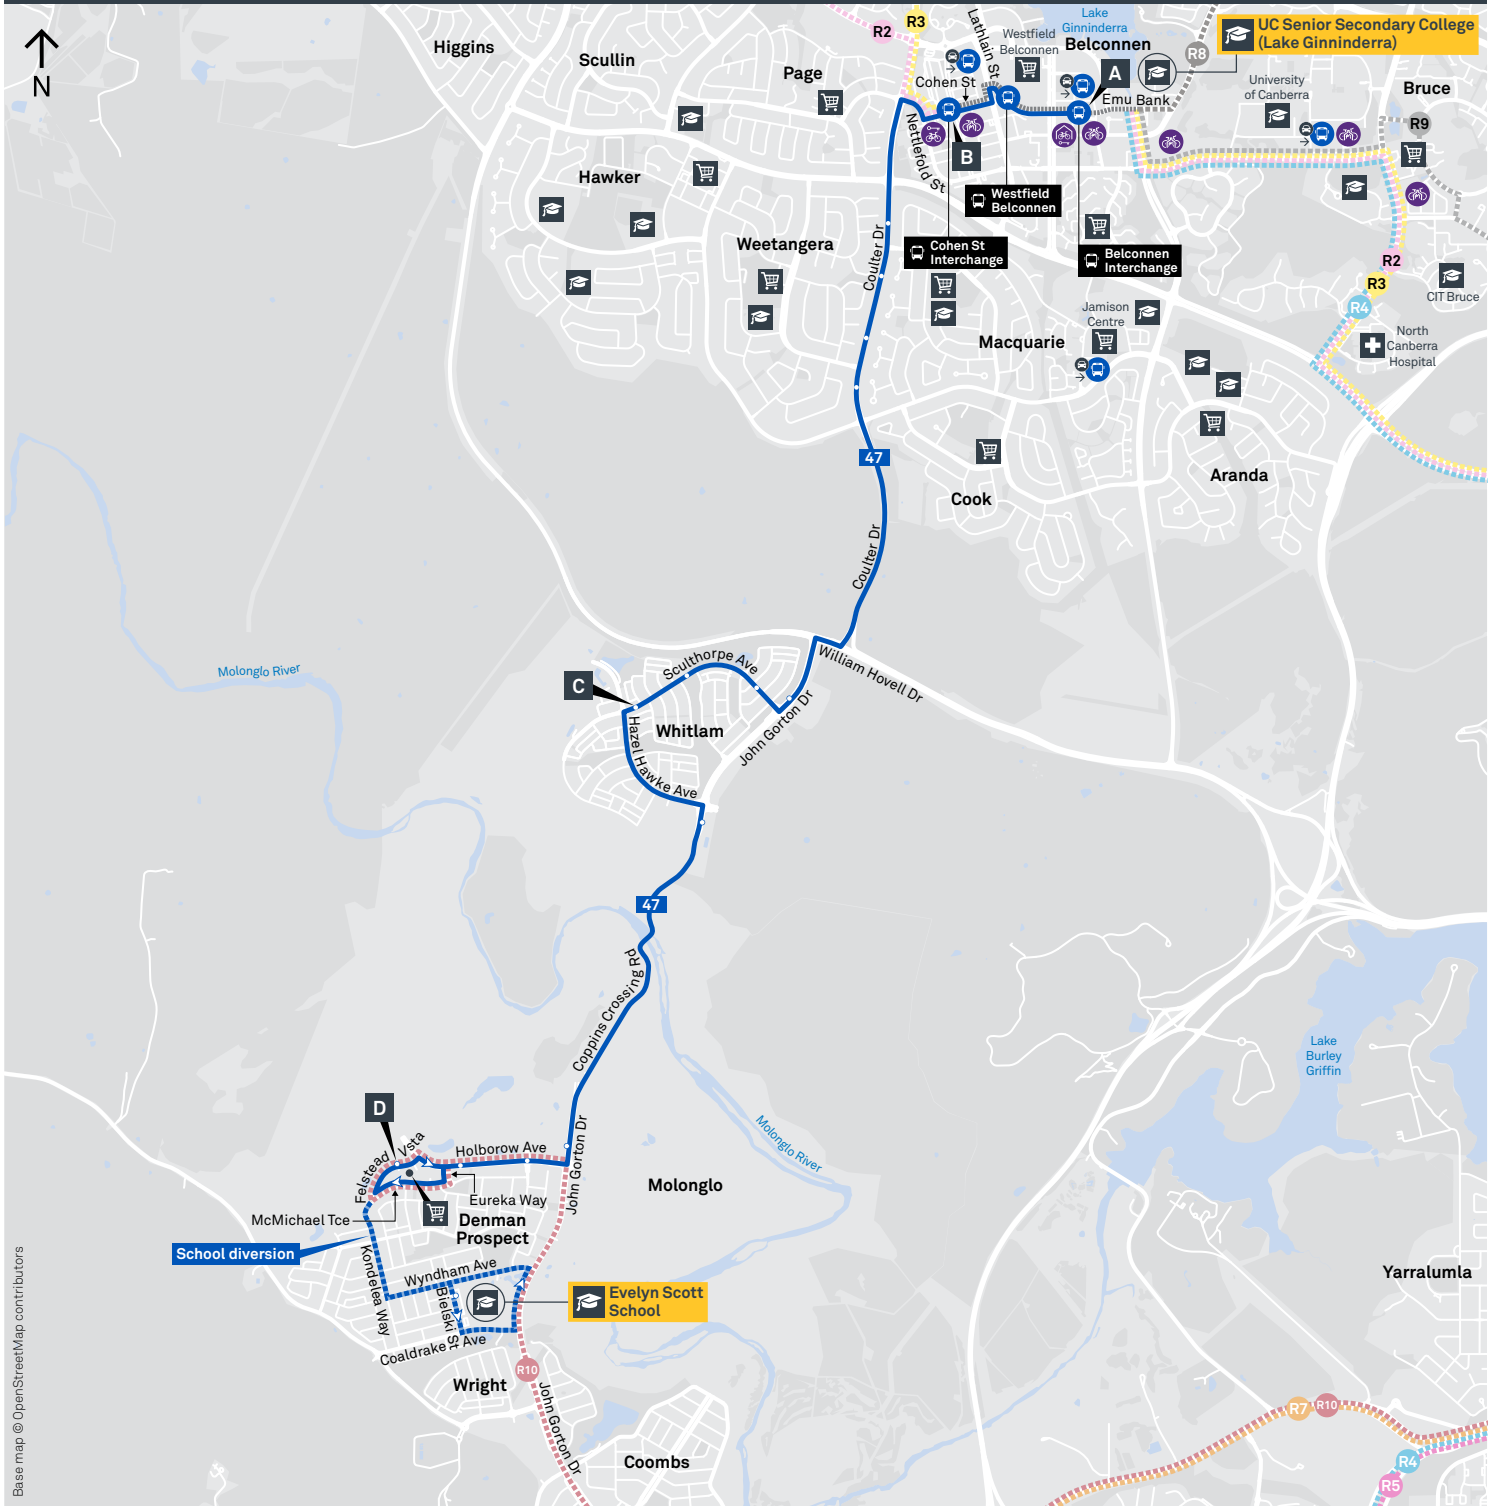 N
Higgins
Scullin
Page
R2
R3
Lathlain St
Lake
Ginninderra
Westfield
Belconnen
Belconnen
UC Senior Secondary College
(Lake Ginninderra)
R8
A
Cohen St
Emu Bank
University
of Canberra
Bruce
R9
Nettlefold St
B
Hawker
Westfield
Belconnen
Weetangera
Coulter Dr
Cohen St
Interchange
Belconnen
Interchange
R2
R3
R4
CIT Bruce
Jamison
Centre
Macquarie
North
Canberra
Hospital
47
Cook
Aranda
Coulter Dr
Molonglo River
Sculthorpe Ave
William Hovell Dr
C
Whitlam
Hazel Hawke Ave
John Gorton Dr
47
Coppins Crossing Rd
Lake
Burley
Griffin
D
Felstead Vsta
Holborow Ave
John Gorton Dr
Molonglo River
Molonglo
Eureka Way
McMichael Tce
Denman
Prospect
School diversion
Kondelea Way
Wyndham Ave
Bielski St
Evelyn Scott
School
Yarralumla
Coaldrake Ave
R10
Wright
John Gorton Dr
R7
R10
Coombs
R4
R5
Base map © OpenStreetMap contributors